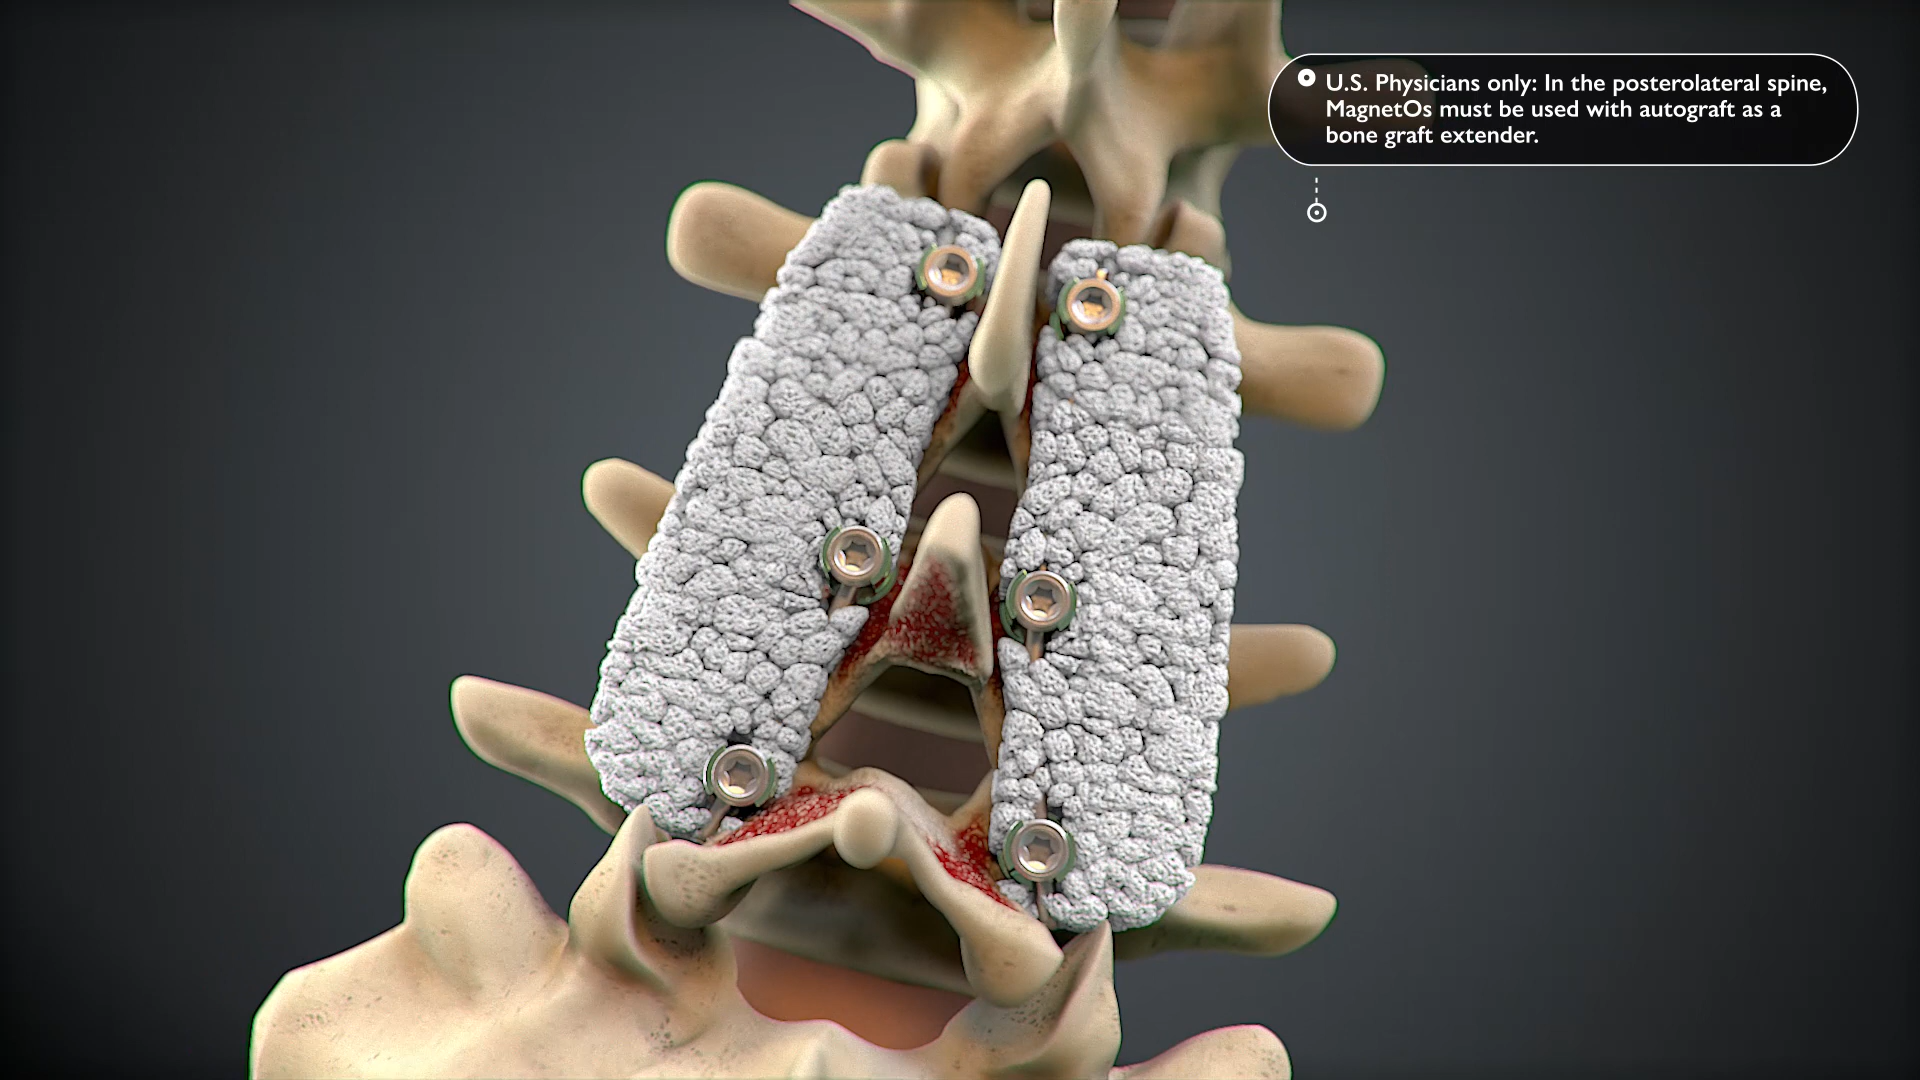 U.S. Physicians only: In the posterolateral spine,
MagnetOs must be used with autograft as a
bone graft extender.